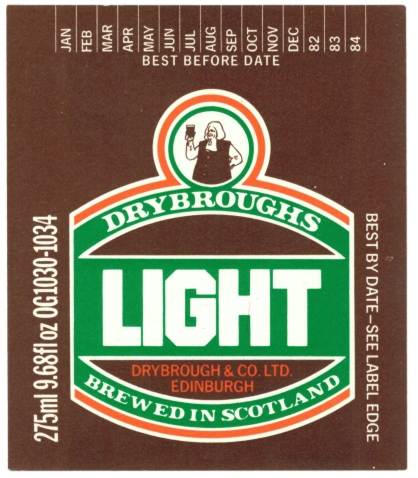 JAN
FEB
MAR
APR
MAY
JUN
JUL
AUG
SEP
OCT
NOV
DEC
82
83
84
BEST BEFORE DATE
DRYBROUGHS
LIGHT
DRYBROUGH & CO. LTD.
EDINBURGH
BREWED IN SCOTLAND
275ml 9.68fl oz OG1030-1034
BEST BY DATE–SEE LABEL EDGE